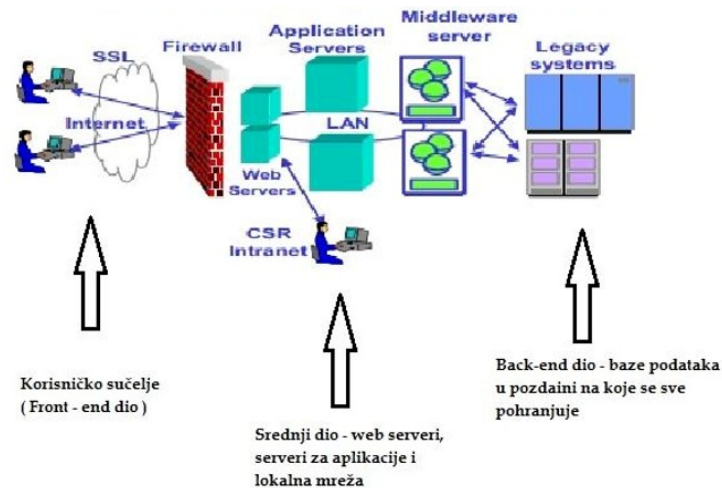 SSL
Internet
Firewall
Application
Servers
Middleware
server
Legacy
systems
LAN
Web
Servers
CSR
Intranet
Korisničko sučelje
( Front - end dio )
Srednji dio - web serveri,
serveri za aplikacije i
lokalna mreža
Back-end dio - baze podataka
u pozdaini na koje se sve
pohranjuje